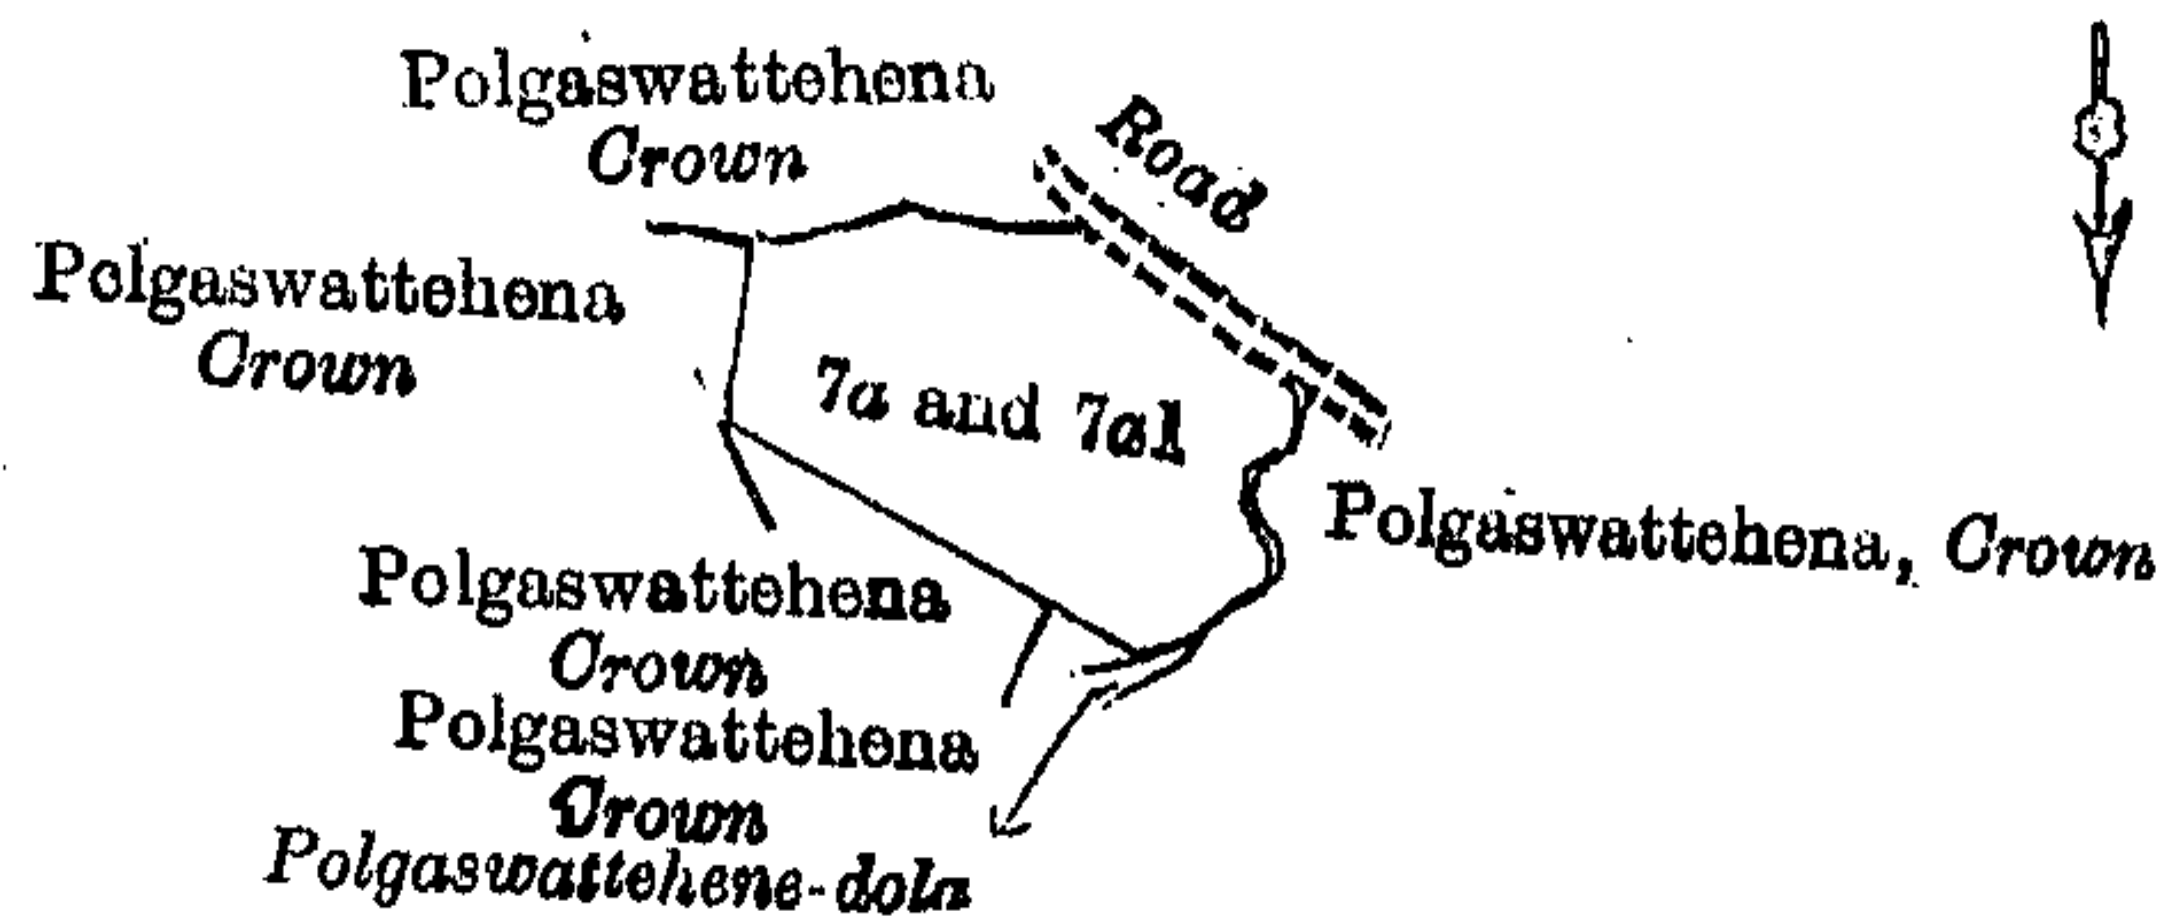 Polgaswattehena
Crown
Road
Polgaswattehena
Crown
7a and 7a1
Polgaswattehena, Crown
Polgaswattehena
Crown
Polgaswattehena
Crown
Polgaswattehene-dola